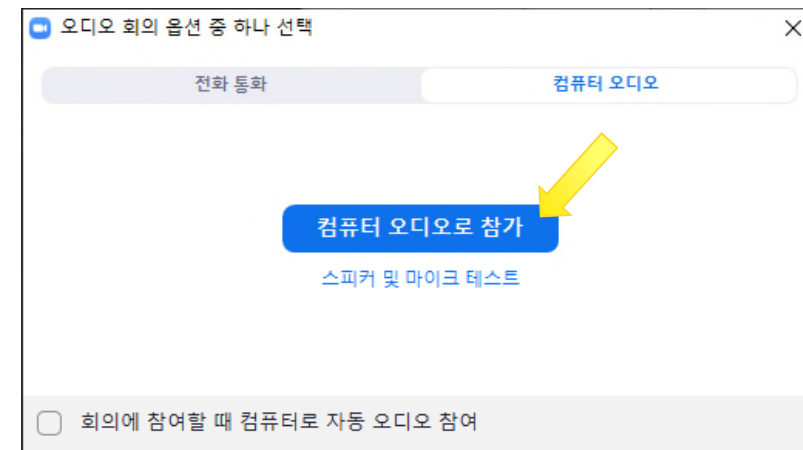 오디오 회의 옵션 중 하나 선택
전화 통화
컴퓨터 오디오
컴퓨터 오디오로 참가
스피커 및 마이크 테스트
회의에 참여할 때 컴퓨터로 자동 오디오 참여